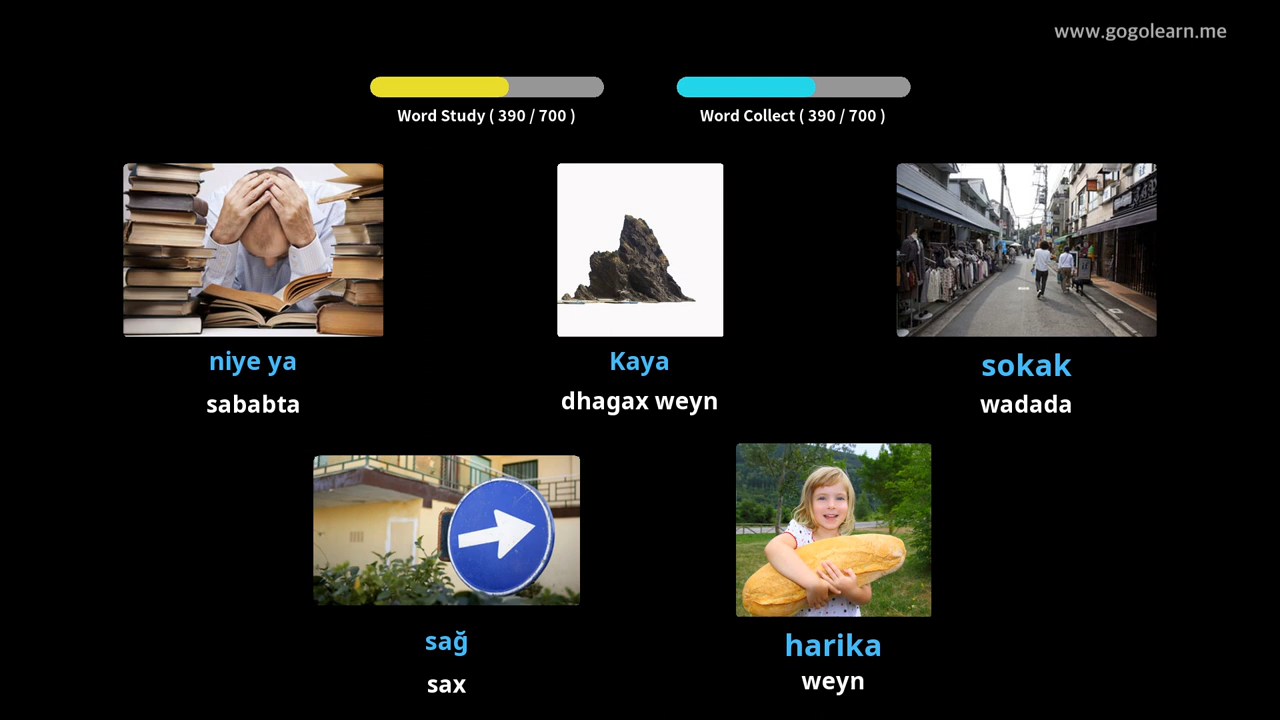 www.gogolearn.me
Word Study ( 390 / 700 )
Word Collect ( 390 / 700 )
niye ya
sababta
Kaya
dhagax weyn
sokak
wadada
sağ
sax
harika
weyn